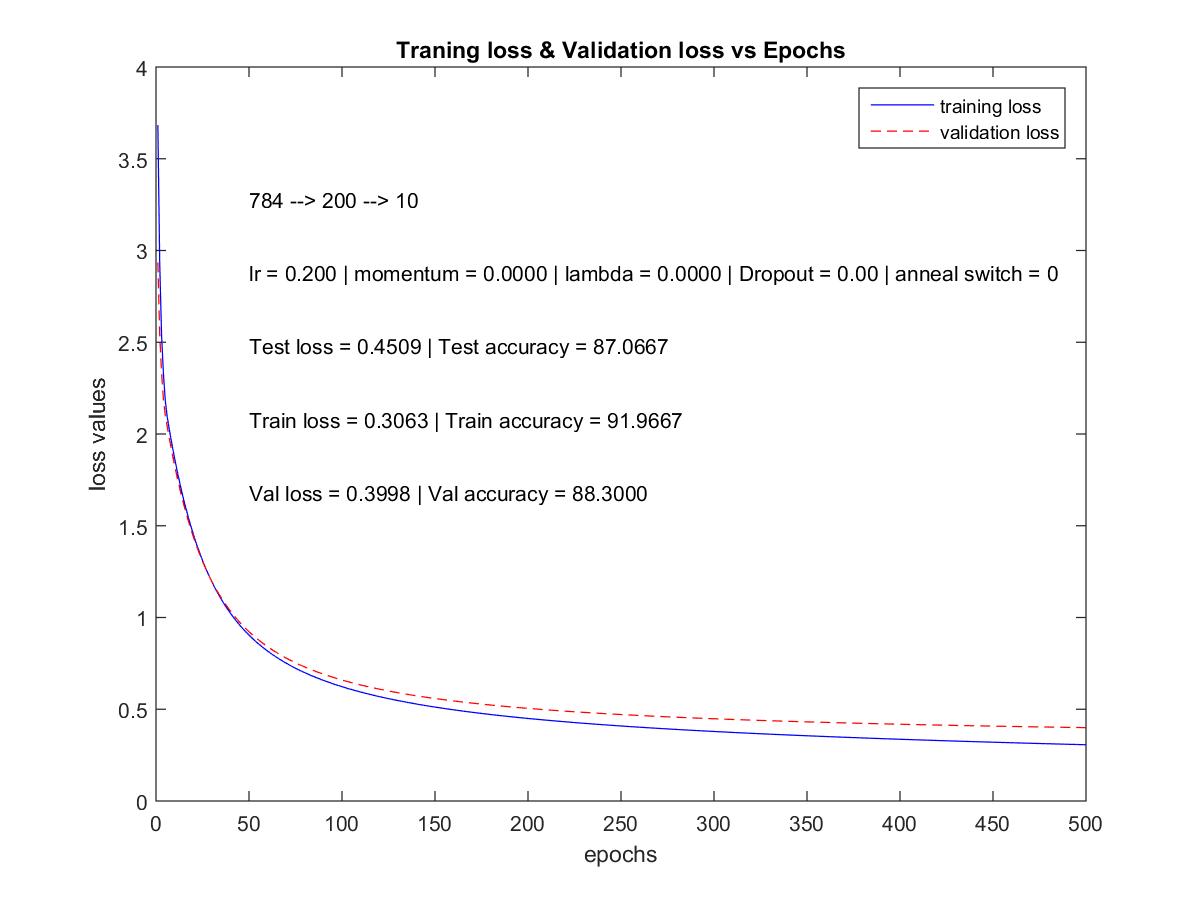 Traning loss & Validation loss vs Epochs
4
3.5
3
2.5
2
1.5
1
0.5
0
loss values
training loss
validation loss
784 --> 200 --> 10
lr = 0.200 | momentum = 0.0000 | lambda = 0.0000 | Dropout = 0.00 | anneal switch = 0
Test loss = 0.4509 | Test accuracy = 87.0667
Train loss = 0.3063 | Train accuracy = 91.9667
Val loss = 0.3998 | Val accuracy = 88.3000
0 50 100 150 200 250 300 350 400 450 500
epochs